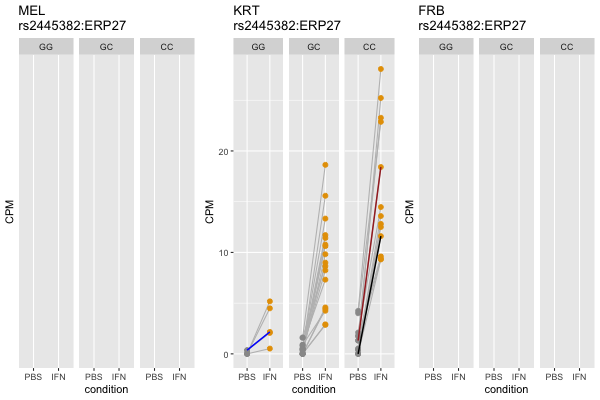 MEL
rs2445382:ERP27
GG GC CC
CPM
PBS IFN PBS IFN PBS IFN
condition
KRT
rs2445382:ERP27
GG GC CC
20
10
0
CPM
PBS IFN PBS IFN PBS IFN
condition
FRB
rs2445382:ERP27
GG GC CC
CPM
PBS IFN PBS IFN PBS IFN
condition